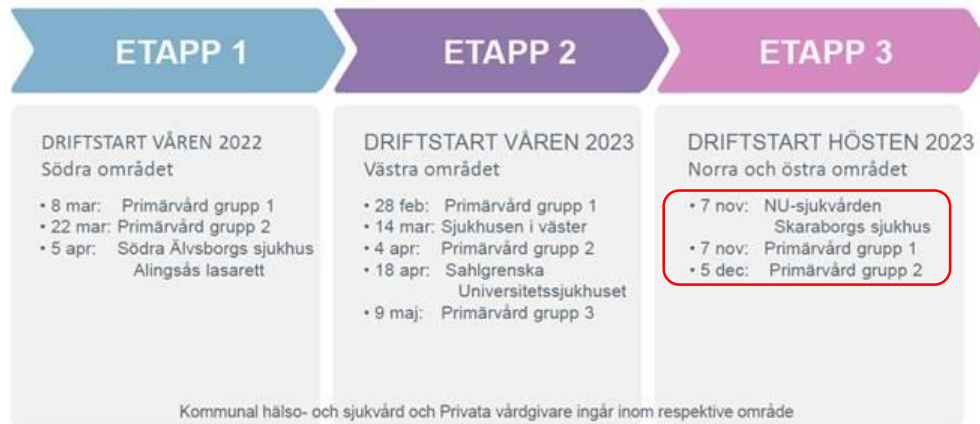 ETAPP 1
DRIFTSTART VÅREN 2022
Södra området
• 8 mar: Primärvård grupp 1
• 22 mar: Primärvård grupp 2
• 5 apr: Södra Älvsborgs sjukhus
Alingsås lasarett
ETAPP 2
DRIFTSTART VÅREN 2023
Västra området
• 28 feb: Primärvård grupp 1
• 14 mar: Sjukhusen i väster
• 4 apr: Primärvård grupp 2
• 18 apr: Sahlgrenska
Universitetssjukhuset
• 9 maj: Primärvård grupp 3
ETAPP 3
DRIFTSTART HÖSTEN 2023
Norra och östra området
• 7 nov: NU-sjukvården
Skaraborgs sjukhus
• 7 nov: Primärvård grupp 1
• 5 dec: Primärvård grupp 2
Kommunal hälso- och sjukvård och Privata vårdgivare ingår inom respektive område